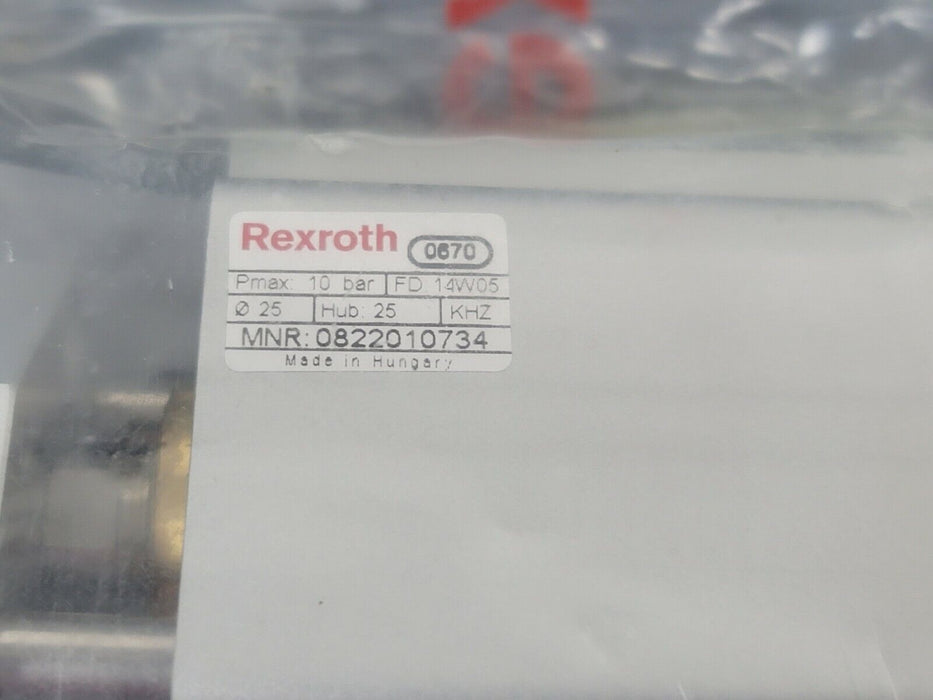 Rexroth 0670
Pmax: 10 bar FD: 14W05
Ø 25 Hub: 25 KHZ
MNR: 0822010734
Made in Hungary